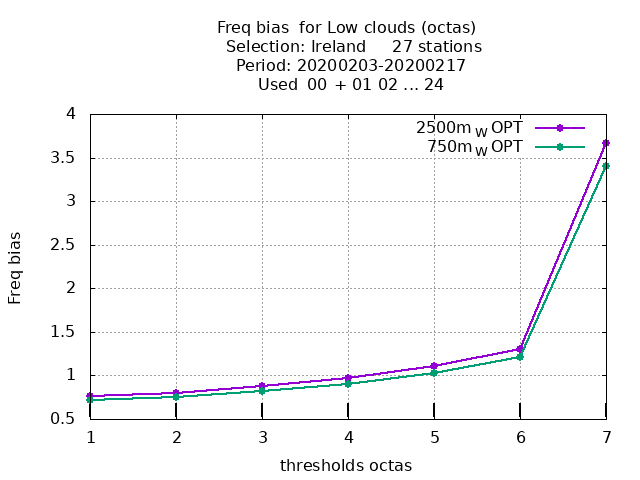 Freq bias  for Low clouds (octas)
Selection: Ireland     27 stations
Period: 20200203-20200217
Used  00 + 01 02 ... 24
2500m W OPT
750m W OPT
4
3.5
3
2.5
2
1.5
1
0.5
Freq bias
1 2 3 4 5 6 7
thresholds octas